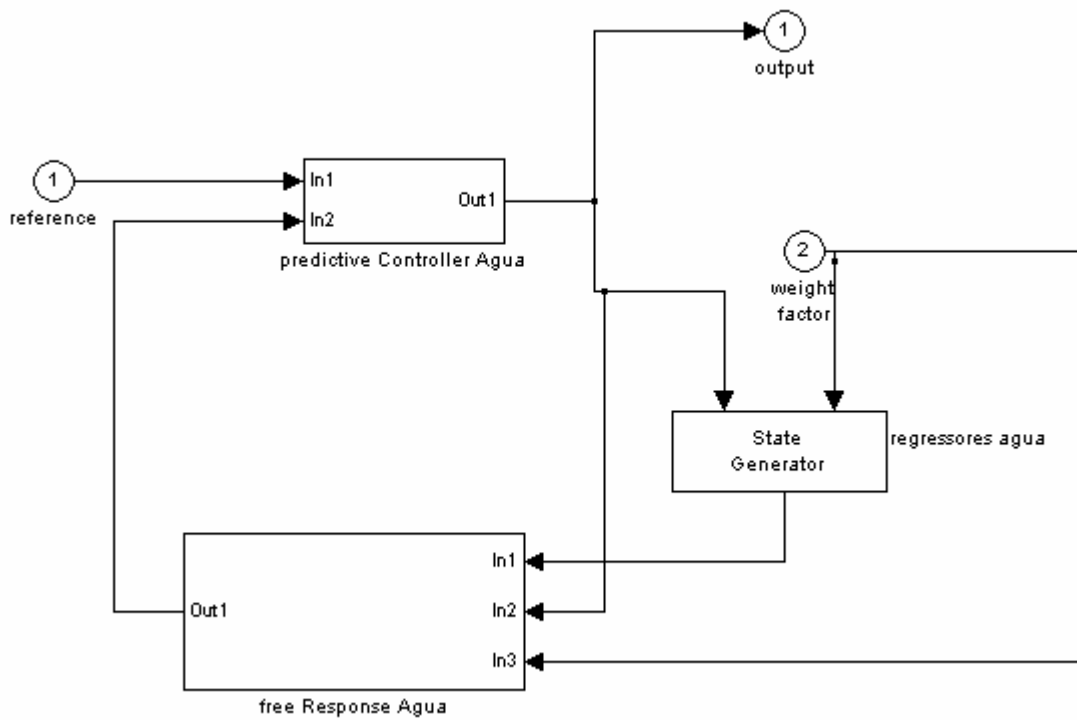 1
output
1
reference
In1
In2
Out1
predictive Controller Agua
2
weight
factor
State
Generator
regressores agua
Out1
In1
In2
In3
free Response Agua